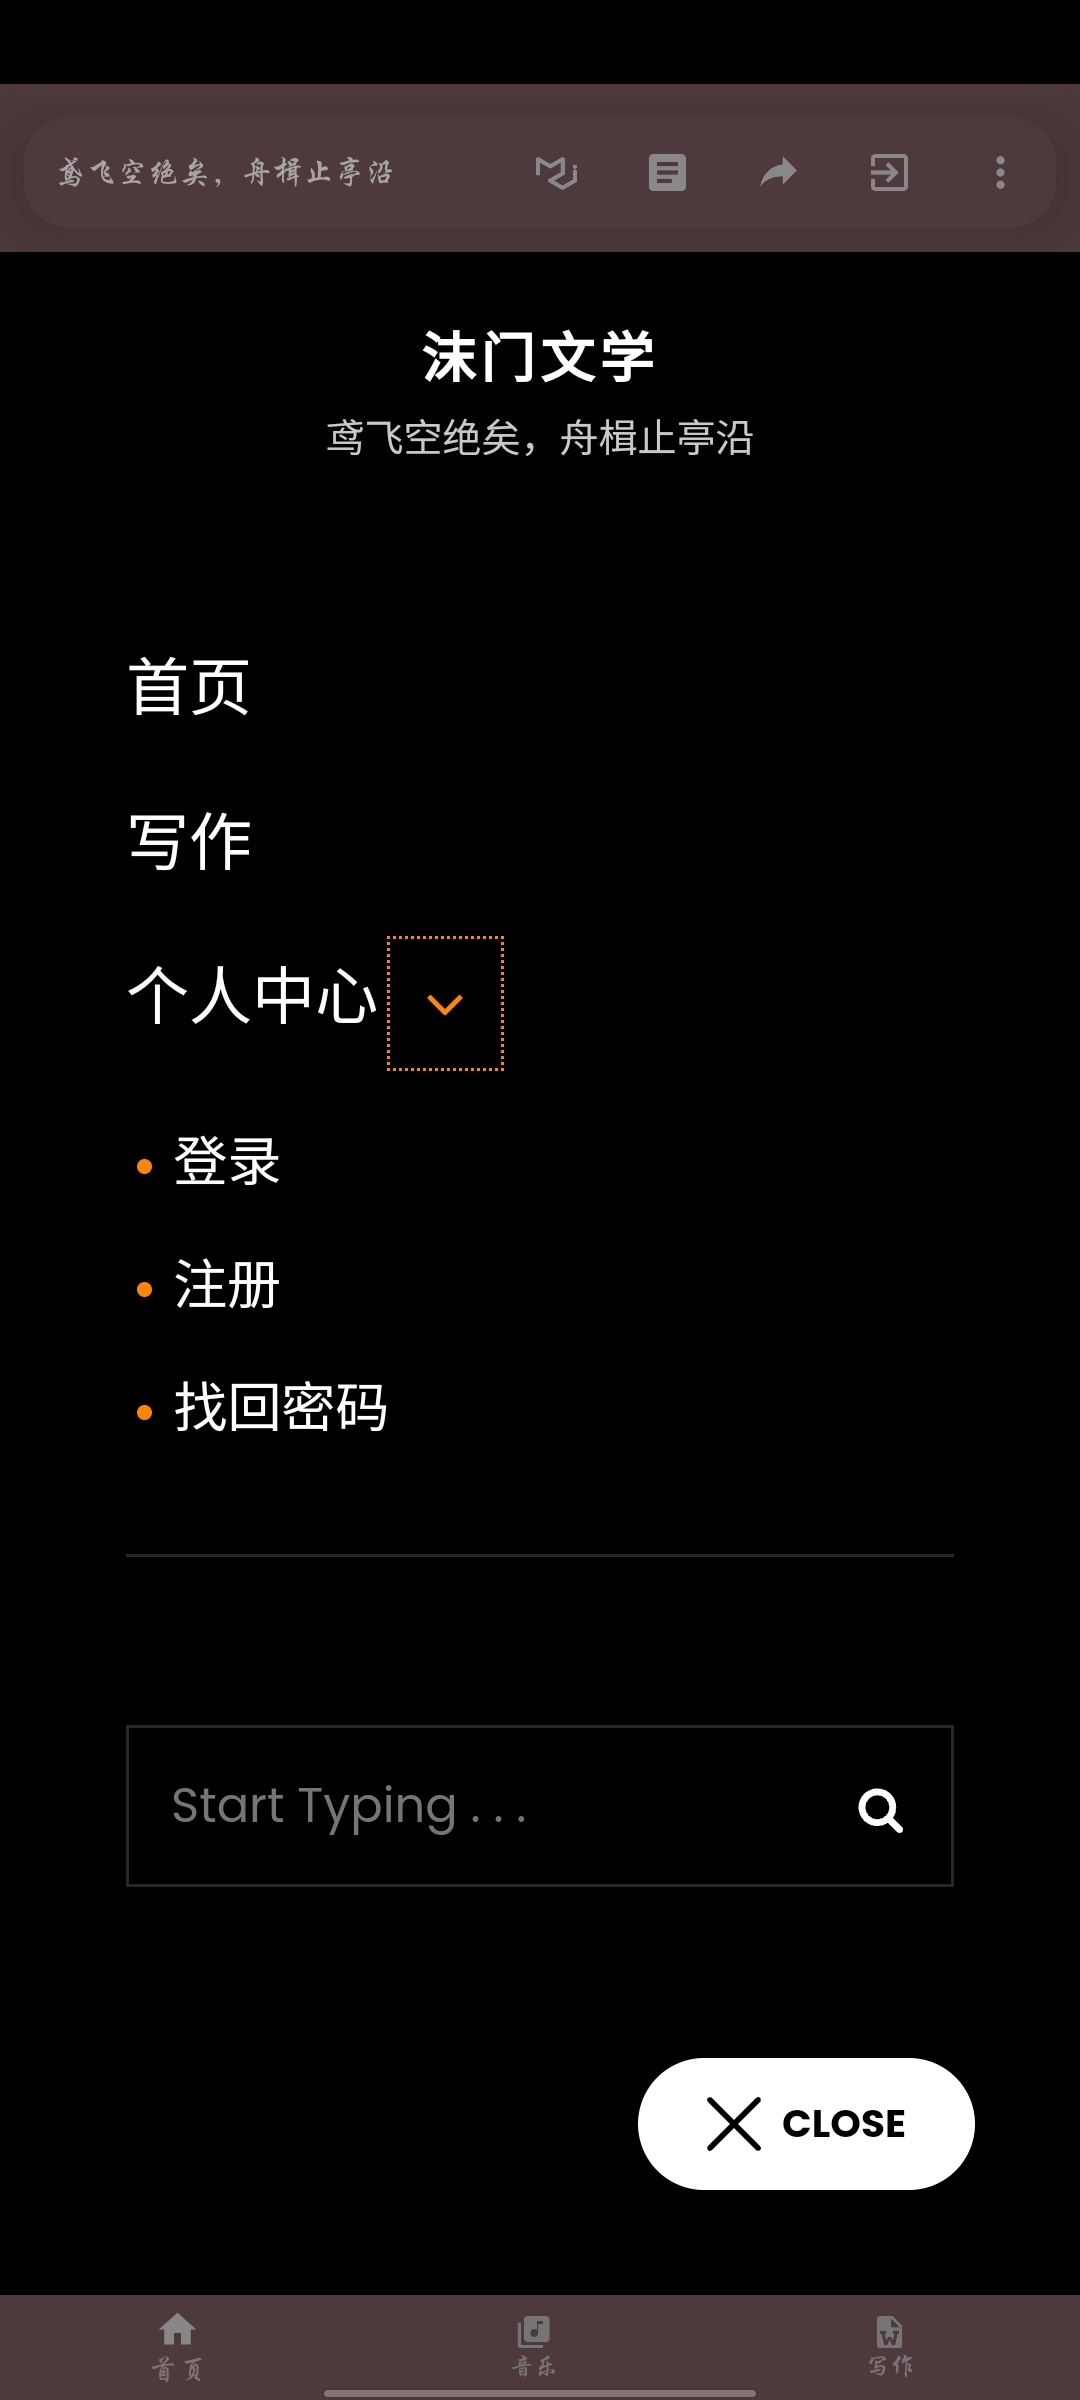 鸢飞空绝矣，舟楫止亭沿
沫门文学
鸢飞空绝矣，舟楫止亭沿
首页
写作
个人中心
登录
注册
找回密码
Start Typing . . .
CLOSE
首页
音乐
写作